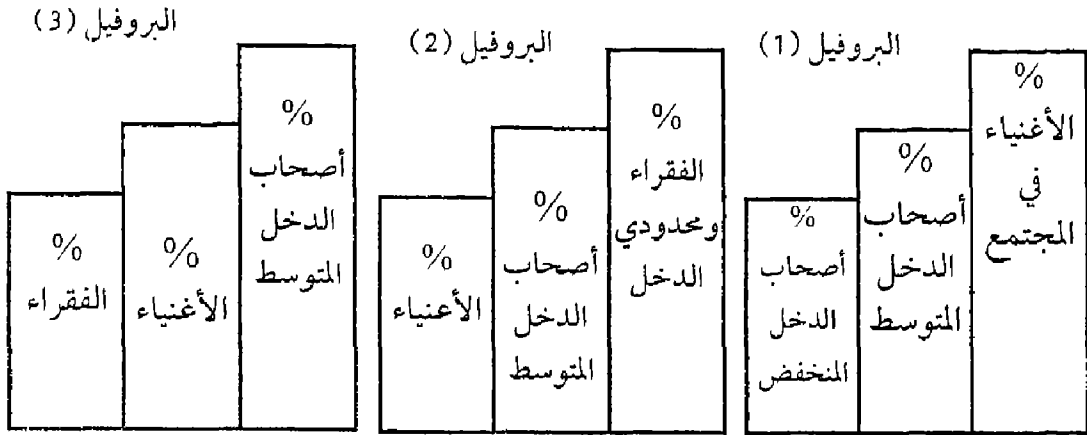 البروفيل (1)
%
الأغنياء
في
المجتمع
%
أصحاب
الدخل
المتوسط
%
أصحاب
الدخل
المنخفض
البروفيل (2)
%
الفقراء
ومحدودي
الدخل
%
أصحاب
الدخل
المتوسط
%
الأعنياء
البروفيل (3)
%
أصحاب
الدخل
المتوسط
%
الأغنياء
%
الفقراء